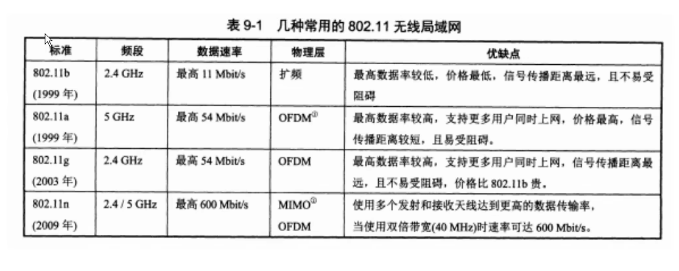 表 9-1 几种常用的 802.11 无线局域网
标准 频段 数据速率 物理层 优缺点
802.11b 2.4 GHz 最高 11 Mbit/s 扩频 最高数据率较低，价格最低，信号传播距离最远，且不易受
(1999 年) 阻碍
802.11a 5 GHz 最高 54 Mbit/s OFDM① 最高数据率较高，支持更多用户同时上网，价格最高，信号
(1999 年) 传播距离较短，且易受阻碍。
802.11g 2.4 GHz 最高 54 Mbit/s OFDM 最高数据率较高，支持更多用户同时上网，信号传播距离最
(2003 年) 远，且不易受阻碍，价格比 802.11b 贵。
802.11n 2.4 / 5 GHz 最高 600 Mbit/s MIMO② 使用多个发射和接收天线达到更高的数据传输率，
(2009 年) OFDM 当使用双倍带宽(40 MHz)时速率可达 600 Mbit/s。